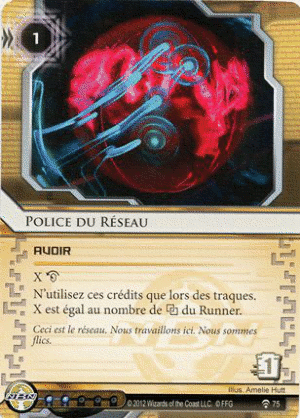 1
POLICE DU RÉSEAU
AVOIR
X
N'utilisez ces crédits que lors des traques.
X est égal au nombre de du Runner.
Ceci est le réseau. Nous travaillons ici. Nous sommes
flics.
1
Illus. Amelie Hutt
NBN
© 2012 Wizards of the Coast LLC. © FFG
75